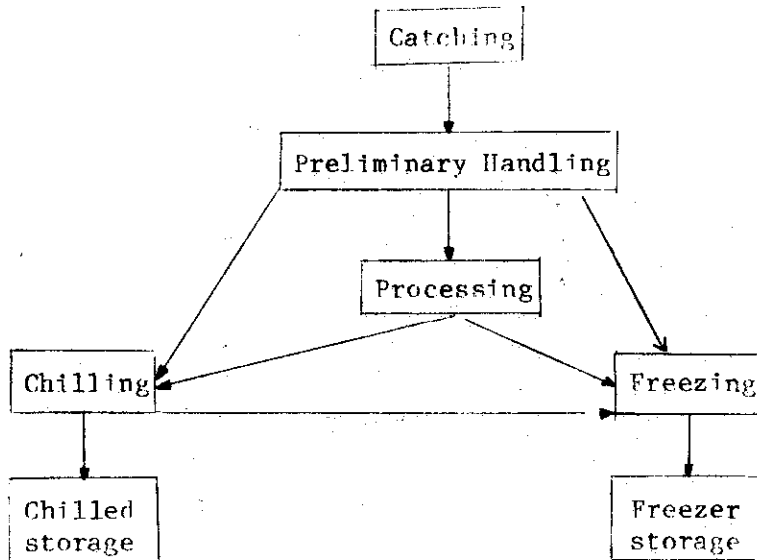 Catching
Preliminary Handling
Processing
Chilling
Freezing
Chilled
storage
Freezer
storage